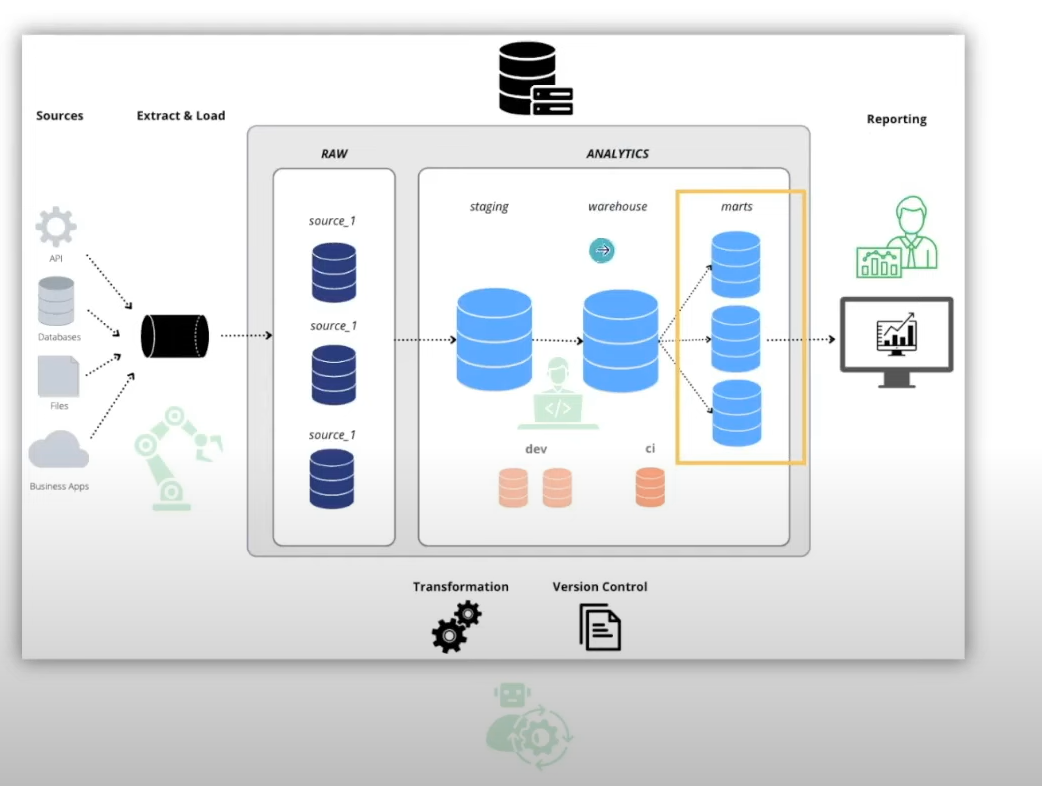 Sources
Extract & Load
Reporting
RAW
ANALYTICS
source_1
staging
warehouse
marts
API
source_1
Databases
Files
source_1
dev
ci
</>
Business Apps
Transformation
Version Control